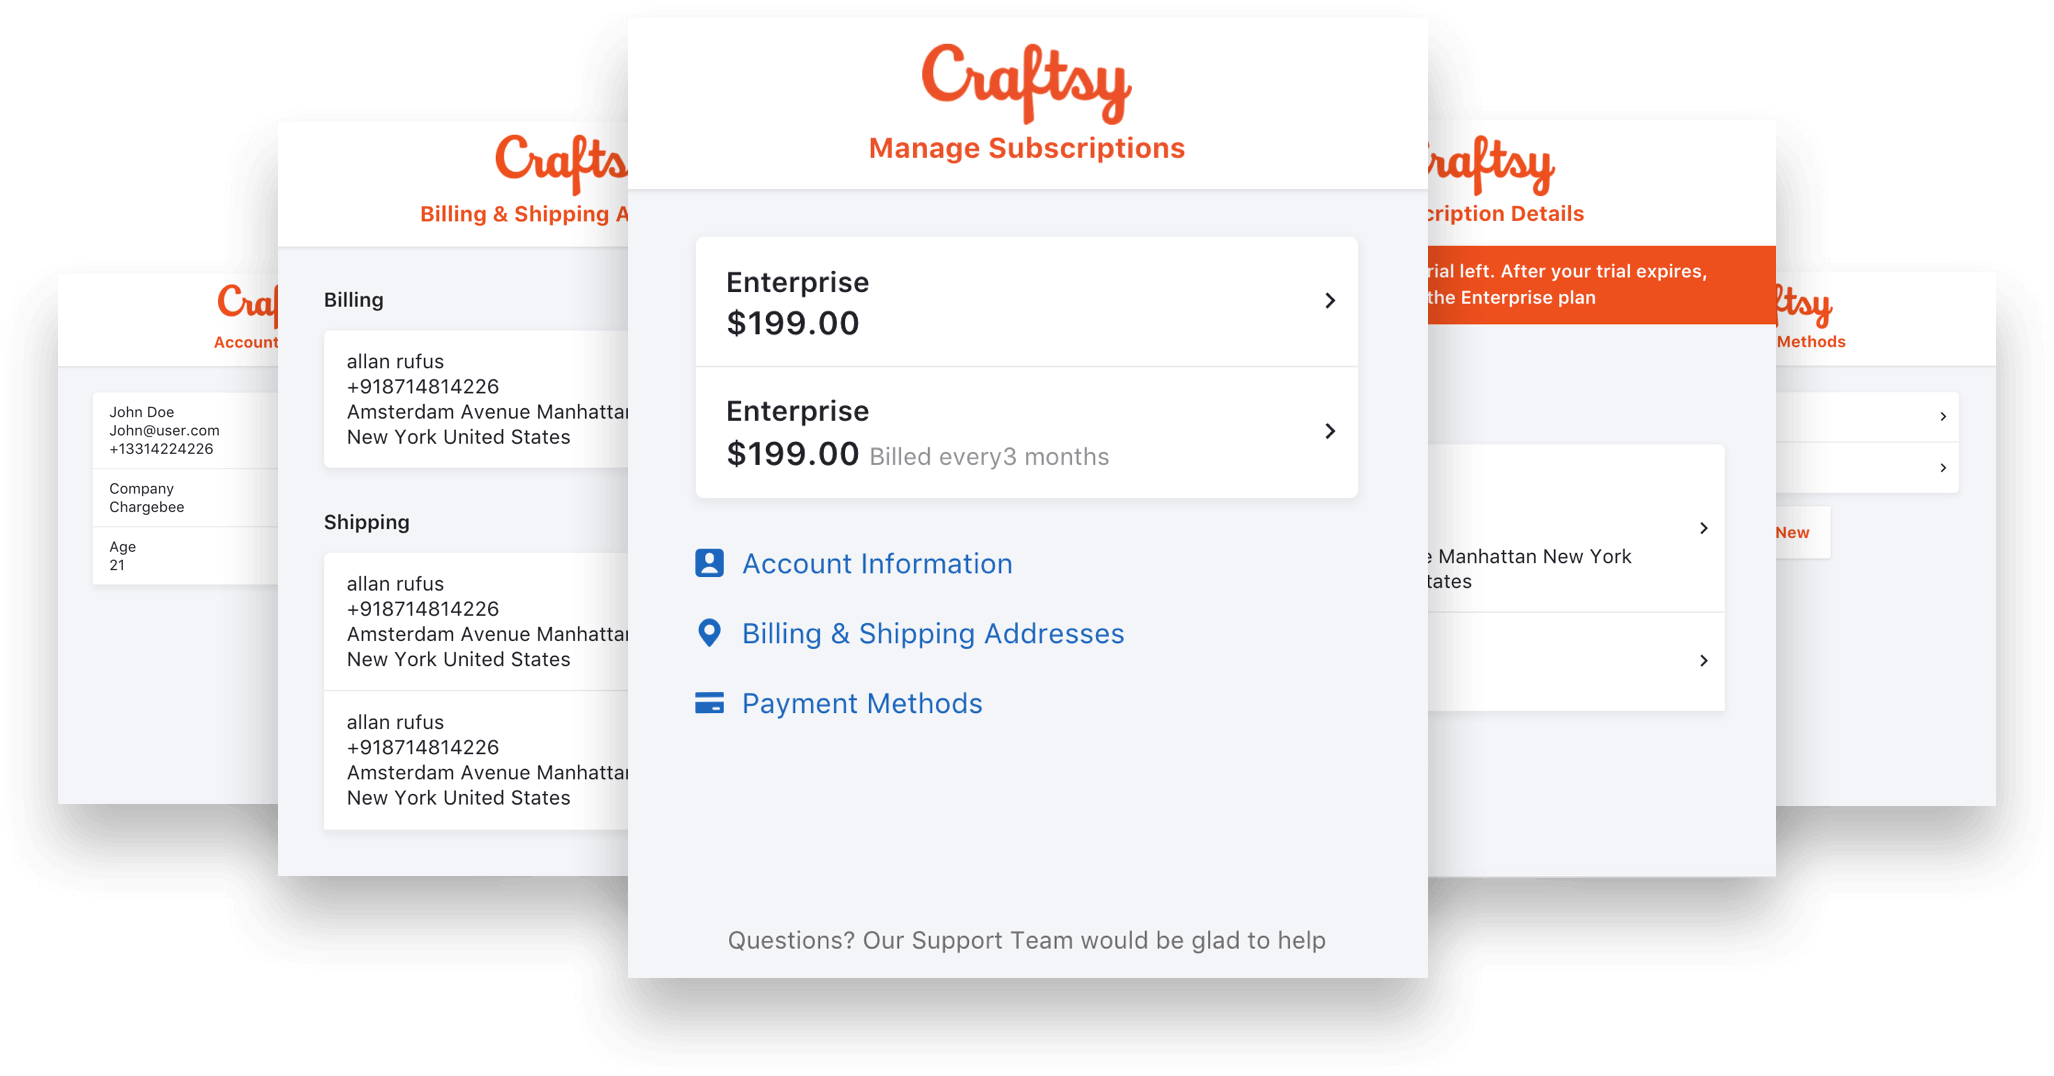 Craftsy
Manage Subscriptions
Enterprise
$199.00
Enterprise
$199.00 Billed every3 months
Account Information
Billing & Shipping Addresses
Payment Methods
Questions? Our Support Team would be glad to help
Crafts
Billing & Shipping A
Billing
allan rufus
+918714814226
Amsterdam Avenue Manhattan
New York United States
Shipping
allan rufus
+918714814226
Amsterdam Avenue Manhattan
New York United States
allan rufus
+918714814226
Amsterdam Avenue Manhattan
New York United States
Craf
Account
John Doe
John@user.com
+13314224226
Company
Chargebee
Age
21
raftsy
cription Details
rial left. After your trial expires,
the Enterprise plan
e Manhattan New York
tates
ftsy
Methods
New